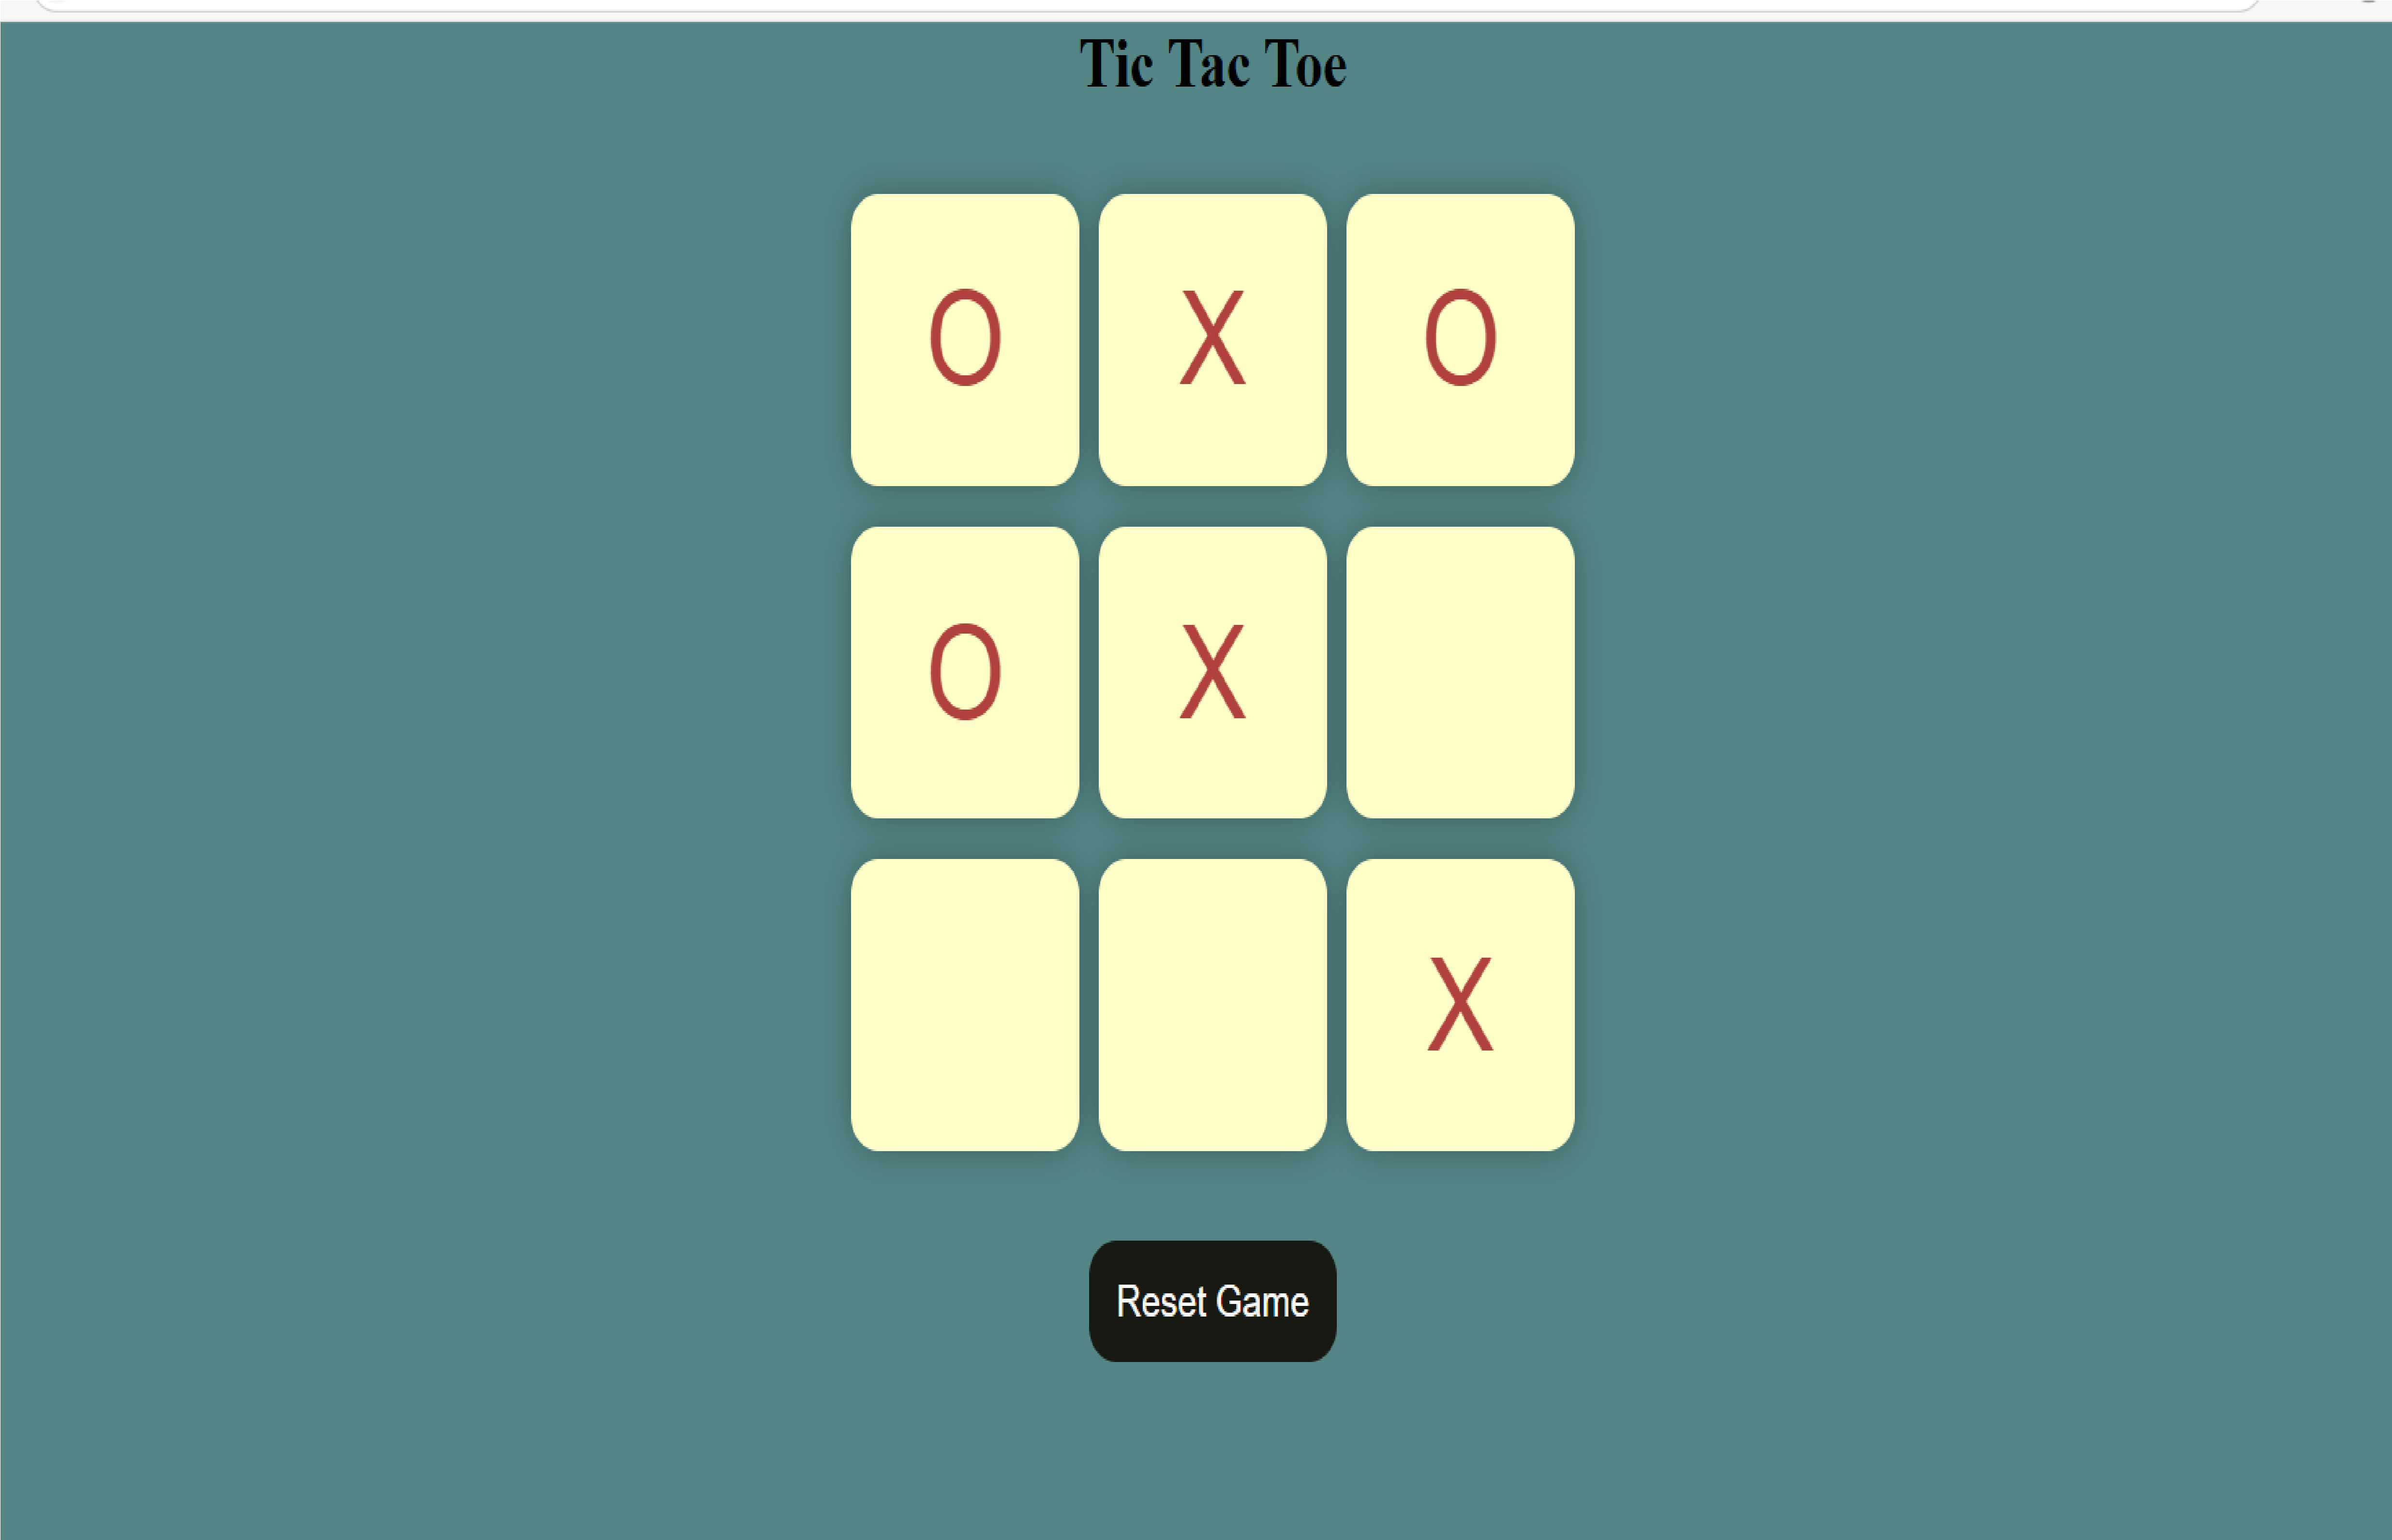 Tic Tac Toe
O X O
O X
X
Reset Game